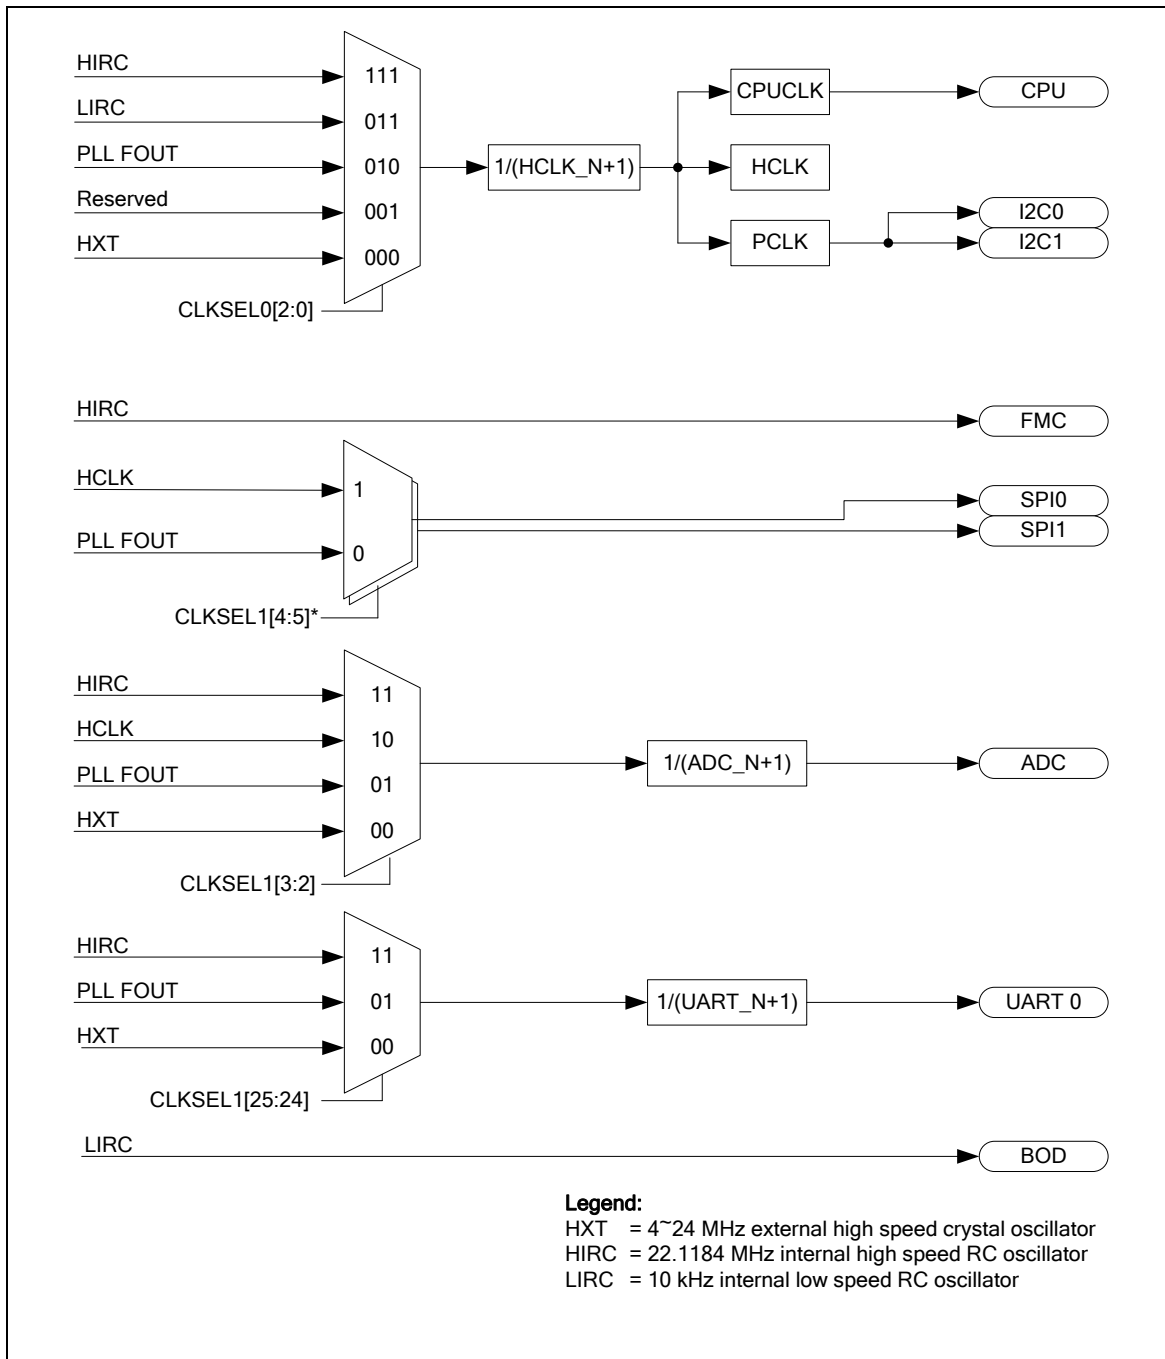 HIRC
LIRC
PLL FOUT
Reserved
HXT
111
011
010
001
000
CLKSEL0[2:0]
1/(HCLK_N+1)
CPUCLK
HCLK
PCLK
CPU
I2C0
I2C1
HIRC
FMC
HCLK
PLL FOUT
1
0
CLKSEL1[4:5]*
SPI0
SPI1
HIRC
HCLK
PLL FOUT
HXT
11
10
01
00
CLKSEL1[3:2]
1/(ADC_N+1)
ADC
HIRC
PLL FOUT
HXT
11
01
00
CLKSEL1[25:24]
1/(UART_N+1)
UART 0
LIRC
BOD
Legend:
HXT = 4~24 MHz external high speed crystal oscillator
HIRC = 22.1184 MHz internal high speed RC oscillator
LIRC = 10 kHz internal low speed RC oscillator